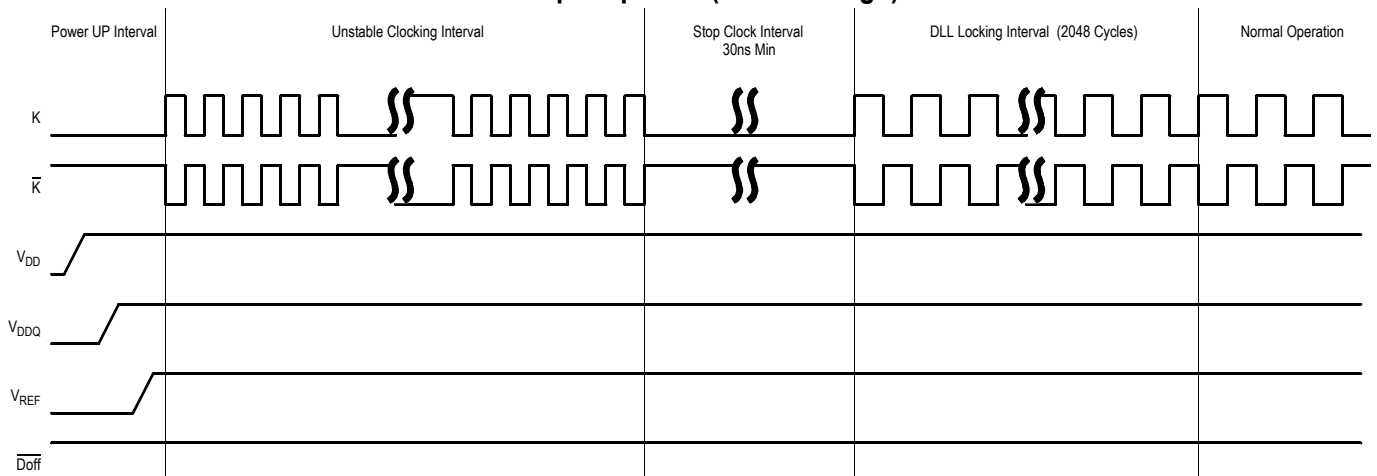 Power UP Interval
Unstable Clocking Interval
Stop Clock Interval
30ns Min
DLL Locking Interval (2048 Cycles)
Normal Operation
K
K̅
VDD
VDDQ
VREF
D̅o̅f̅f̅